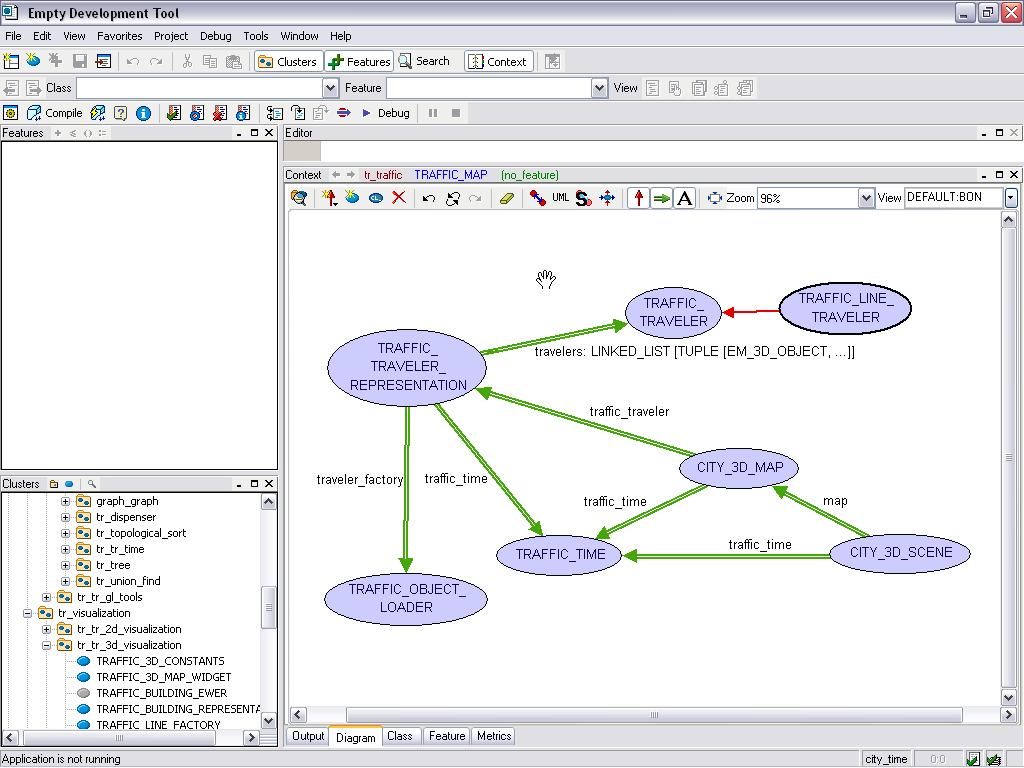 Empty Development Tool
File Edit View Favorites Project Debug Tools Window Help
Clusters Features Search Context
Class Feature View
Compile Debug
Features
Editor
Context tr_traffic TRAFFIC_MAP (no_feature)
UML A Zoom 96% View DEFAULT:BON
TRAFFIC_
TRAVELER
TRAFFIC_LINE_
TRAVELER
travelers: LINKED_LIST [TUPLE [EM_3D_OBJECT, ...]]
TRAFFIC_
TRAVELER_
REPRESENTATION
traffic_traveler
CITY_3D_MAP
traveler_factory
traffic_time
traffic_time
map
traffic_time
TRAFFIC_TIME
CITY_3D_SCENE
TRAFFIC_OBJECT_
LOADER
Clusters
graph_graph
tr_dispenser
tr_topological_sort
tr_tr_time
tr_tree
tr_union_find
tr_tr_gl_tools
tr_visualization
tr_tr_2d_visualization
tr_tr_3d_visualization
TRAFFIC_3D_CONSTANTS
TRAFFIC_3D_MAP_WIDGET
TRAFFIC_BUILDING_EWER
TRAFFIC_BUILDING_REPRESENTA
TRAFFIC_LINE_FACTORY
Output Diagram Class Feature Metrics
Application is not running
city_time 0:0